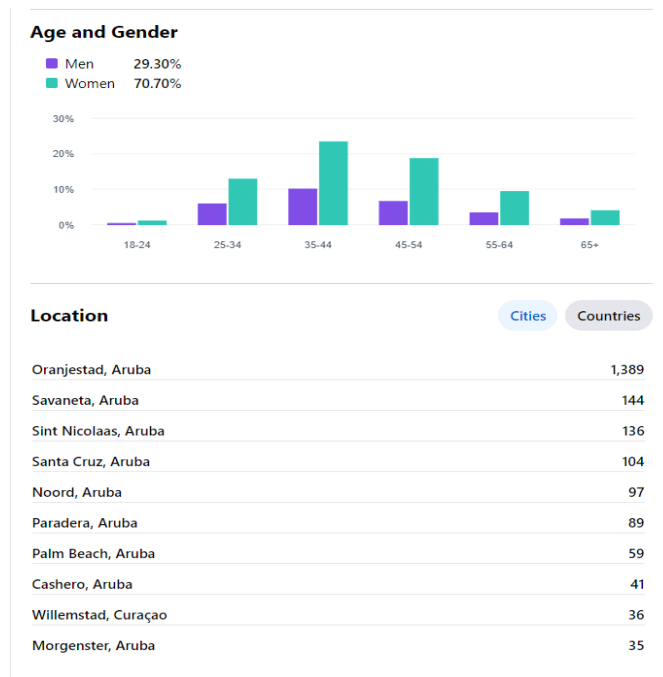 Age and Gender
Men 29.30%
Women 70.70%
30%
20%
10%
0%
18-24 25-34 35-44 45-54 55-64 65+
Location Cities Countries
Oranjestad, Aruba 1,389
Savaneta, Aruba 144
Sint Nicolaas, Aruba 136
Santa Cruz, Aruba 104
Noord, Aruba 97
Paradera, Aruba 89
Palm Beach, Aruba 59
Cashero, Aruba 41
Willemstad, Curaçao 36
Morgenster, Aruba 35